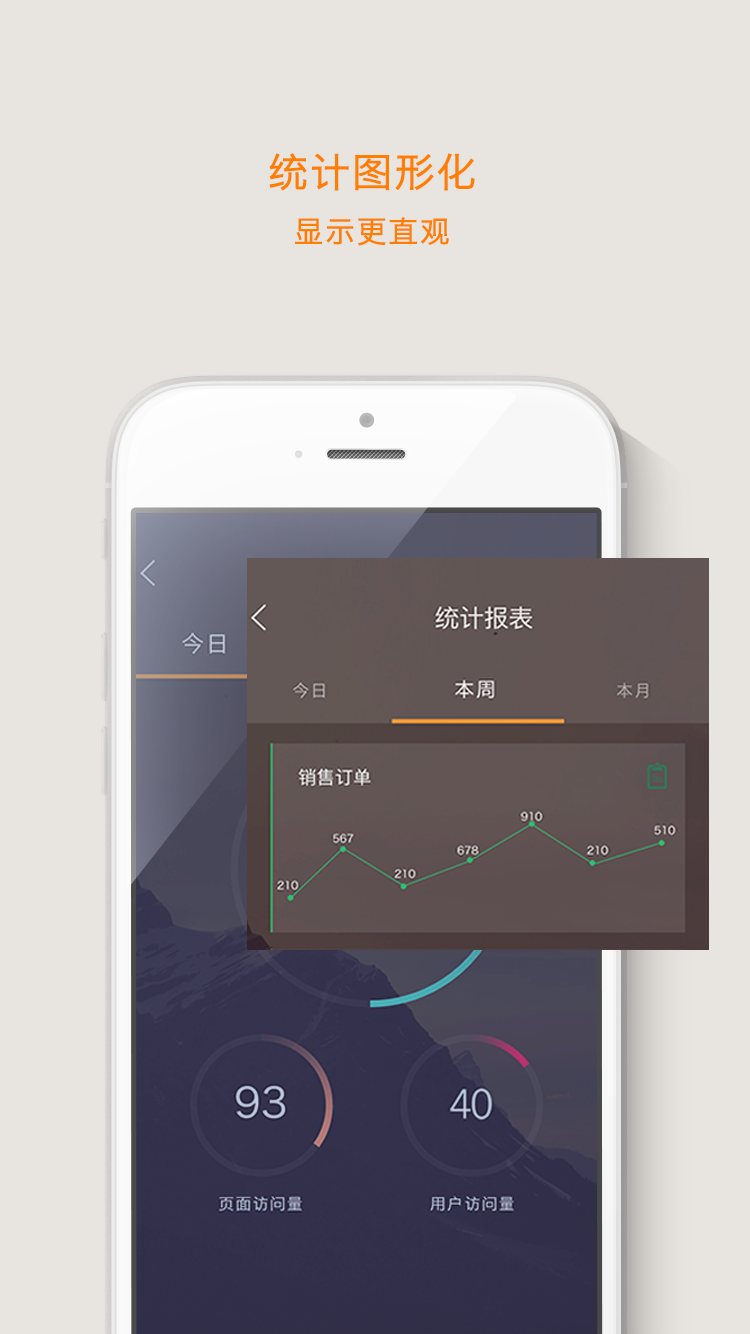 统计图形化
显示更直观
今日
统计报表
今日 本周 本月
销售订单
210 567 210 678 910 210 510
93 40
页面访问量 用户访问量